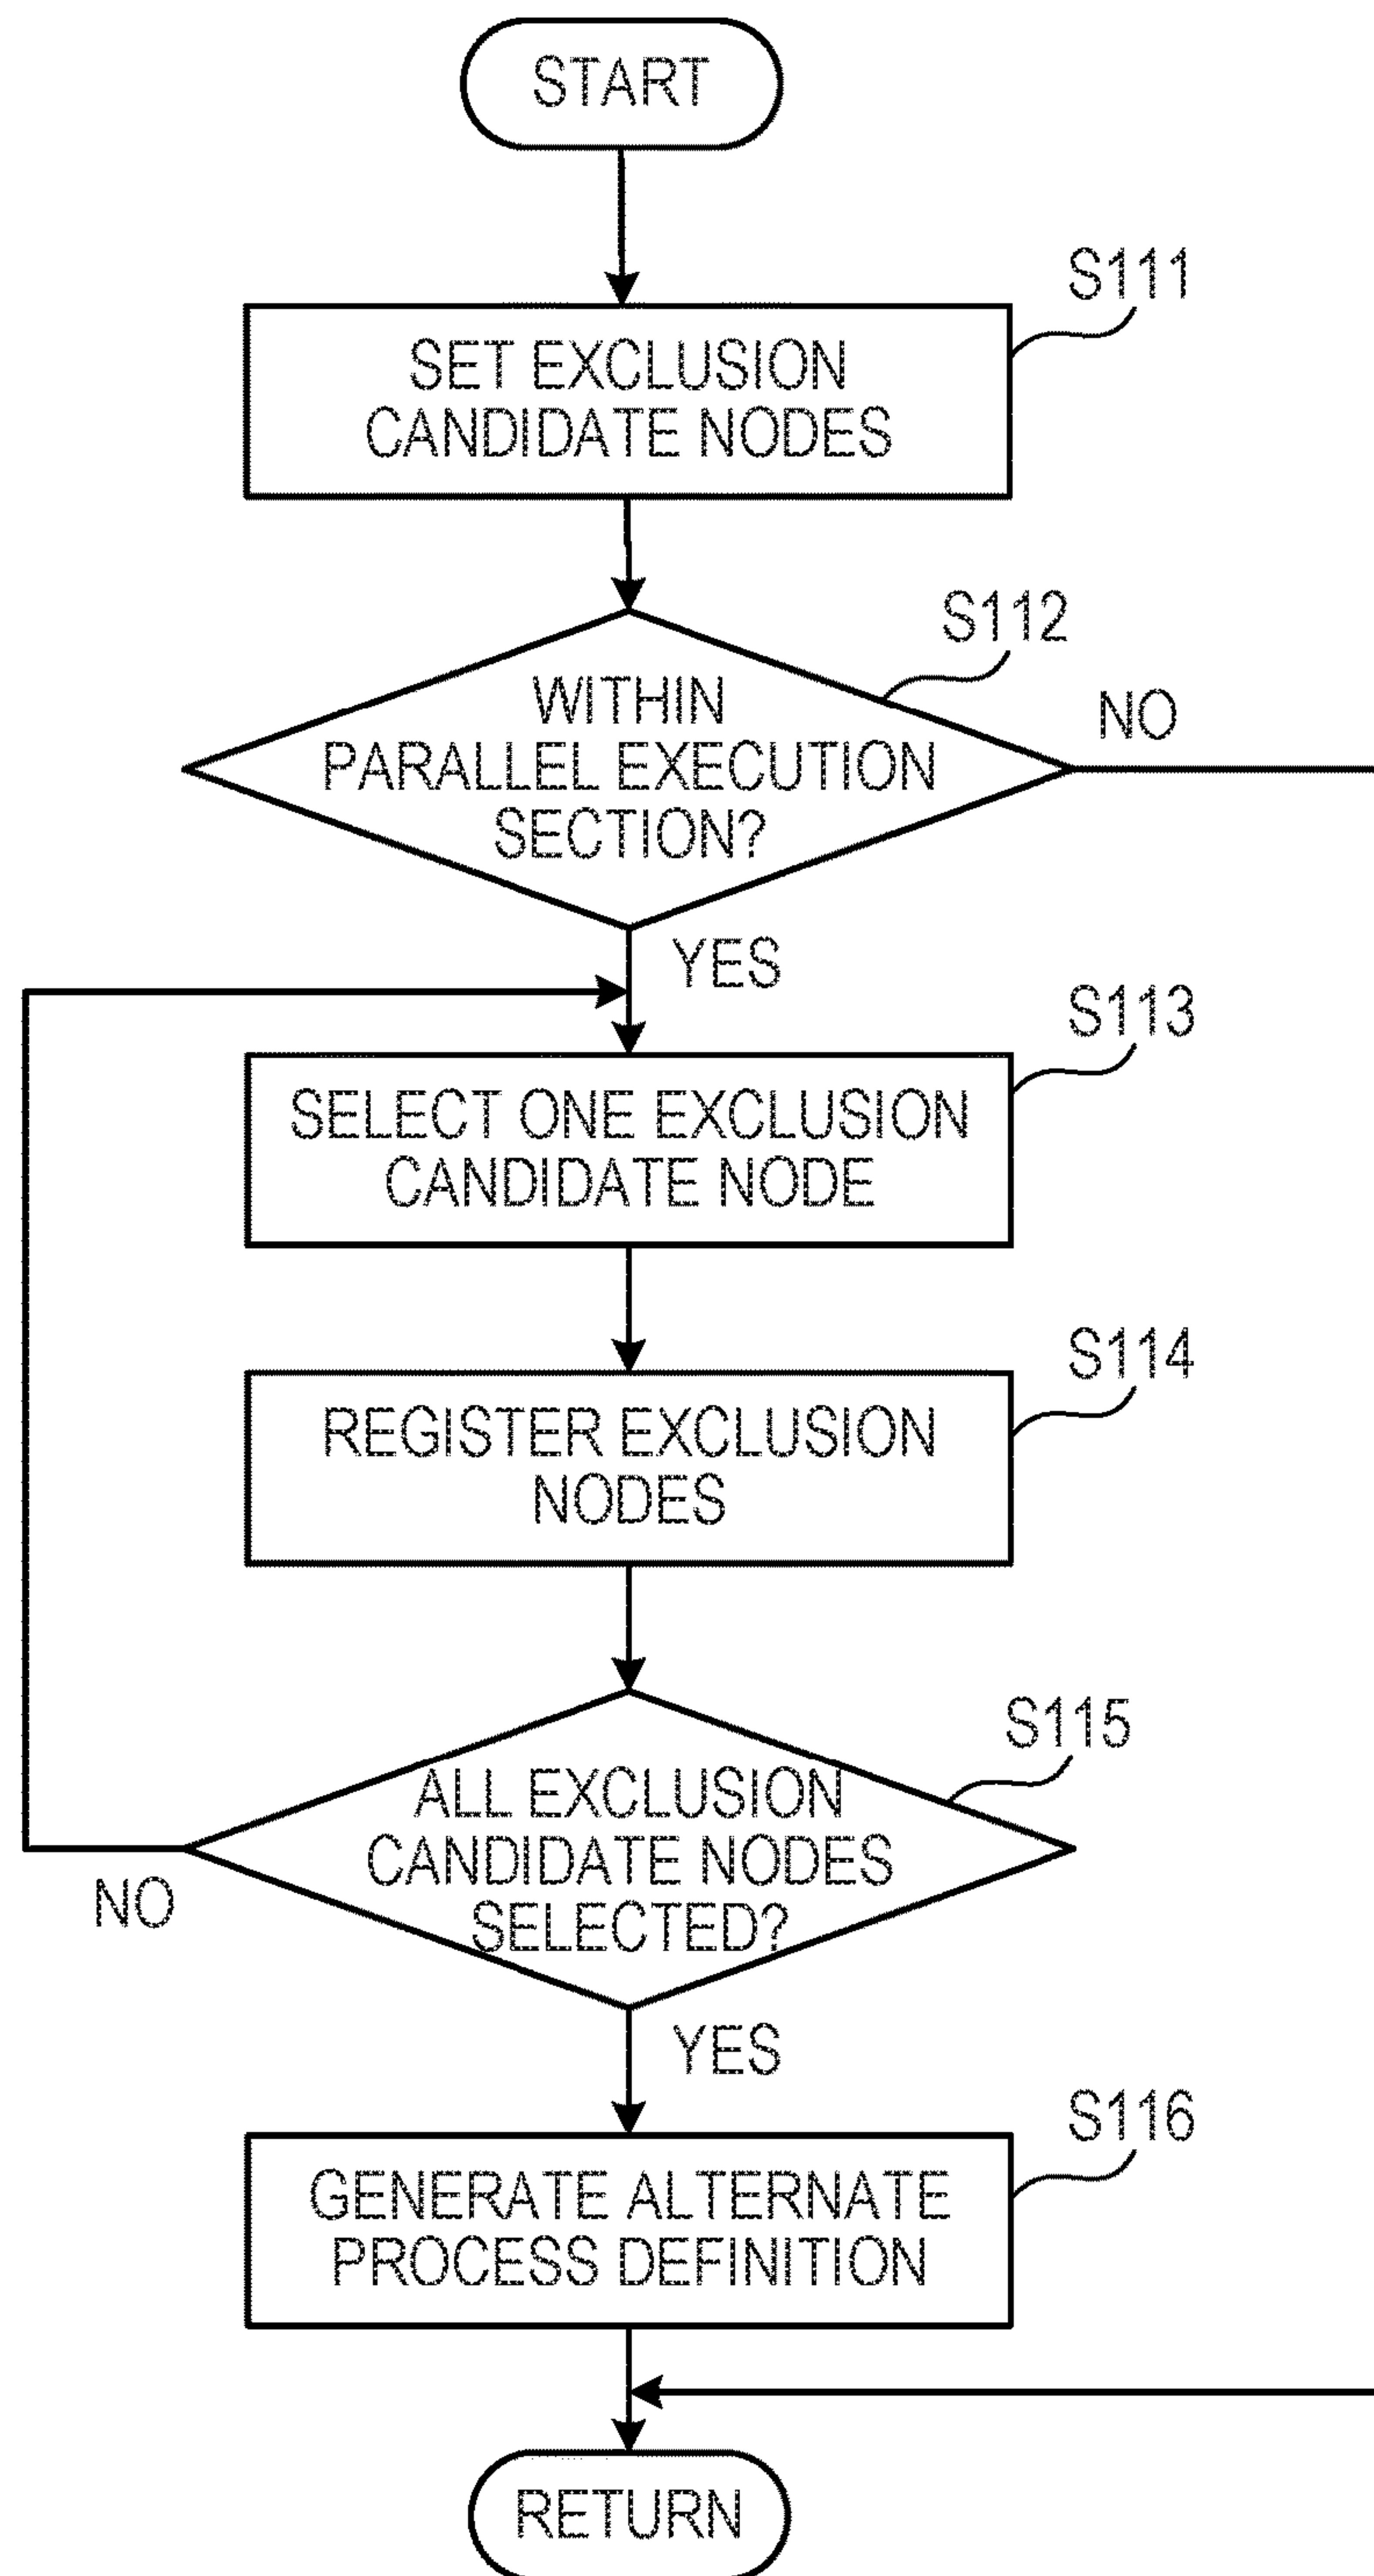 START
S111
SET EXCLUSION
CANDIDATE NODES
S112
WITHIN
PARALLEL EXECUTION
SECTION?
NO
YES
S113
SELECT ONE EXCLUSION
CANDIDATE NODE
S114
REGISTER EXCLUSION
NODES
S115
ALL EXCLUSION
CANDIDATE NODES
SELECTED?
NO
YES
S116
GENERATE ALTERNATE
PROCESS DEFINITION
RETURN